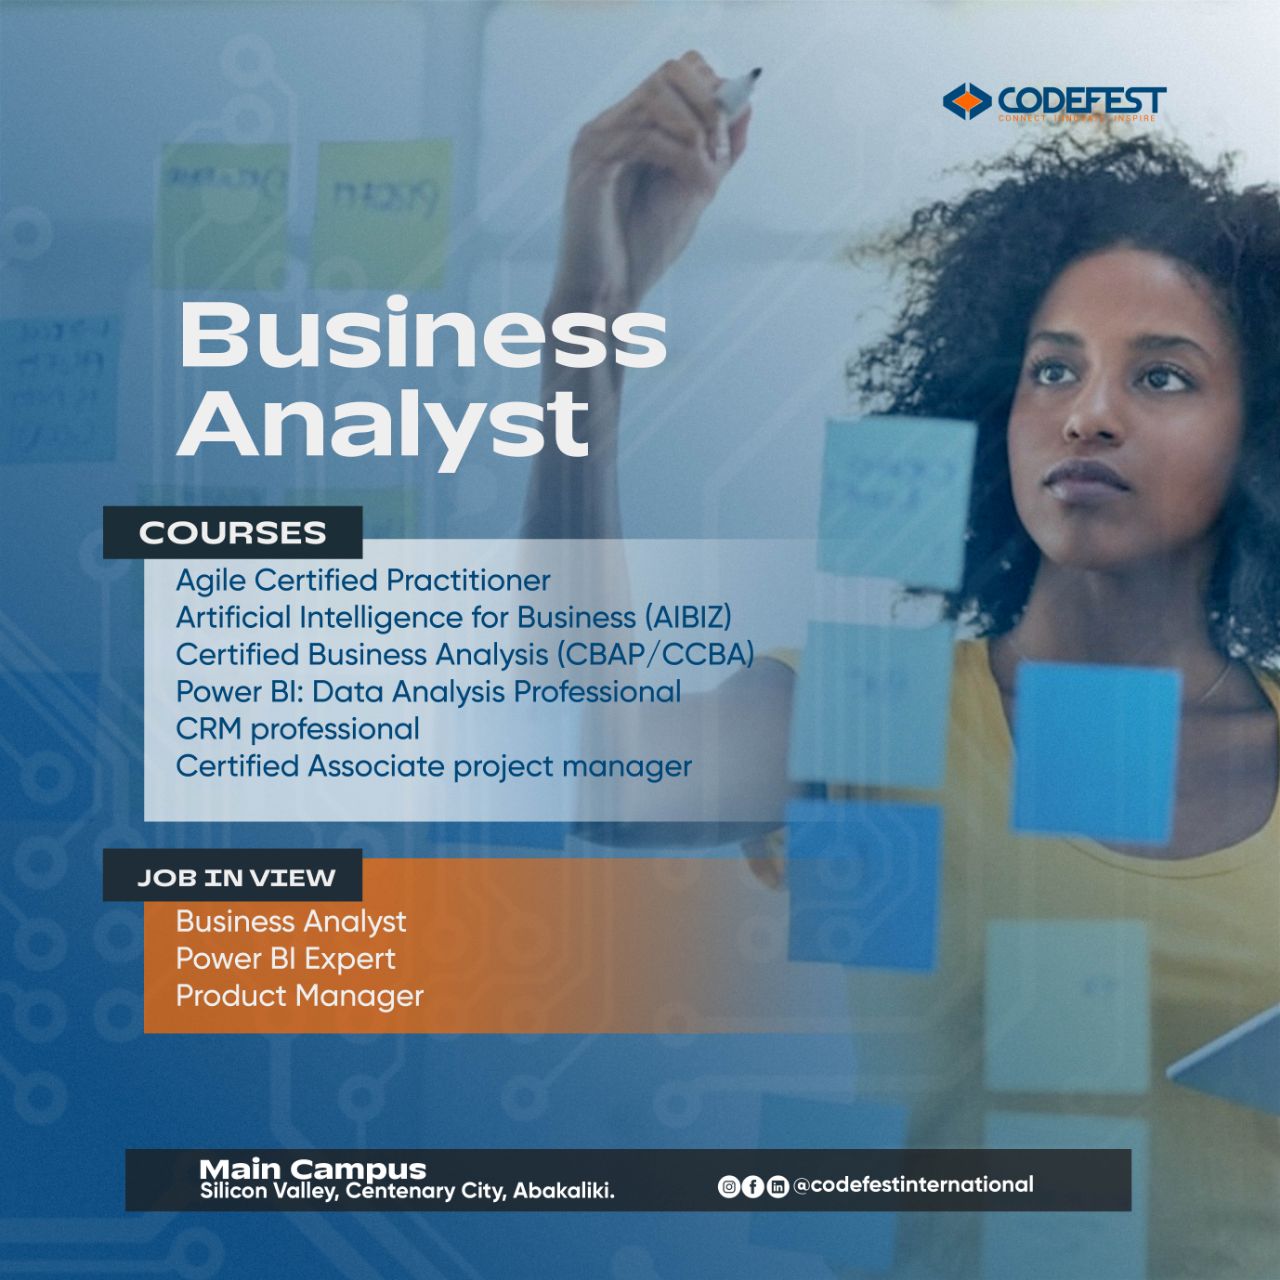 CODEFEST
CONNECT. INNOVATE. INSPIRE
Business
Analyst
COURSES
Agile Certified Practitioner
Artificial Intelligence for Business (AIBIZ)
Certified Business Analysis (CBAP/CCBA)
Power BI: Data Analysis Professional
CRM professional
Certified Associate project manager
JOB IN VIEW
Business Analyst
Power BI Expert
Product Manager
Main Campus
Silicon Valley, Centenary City, Abakaliki.
@codefestinternational